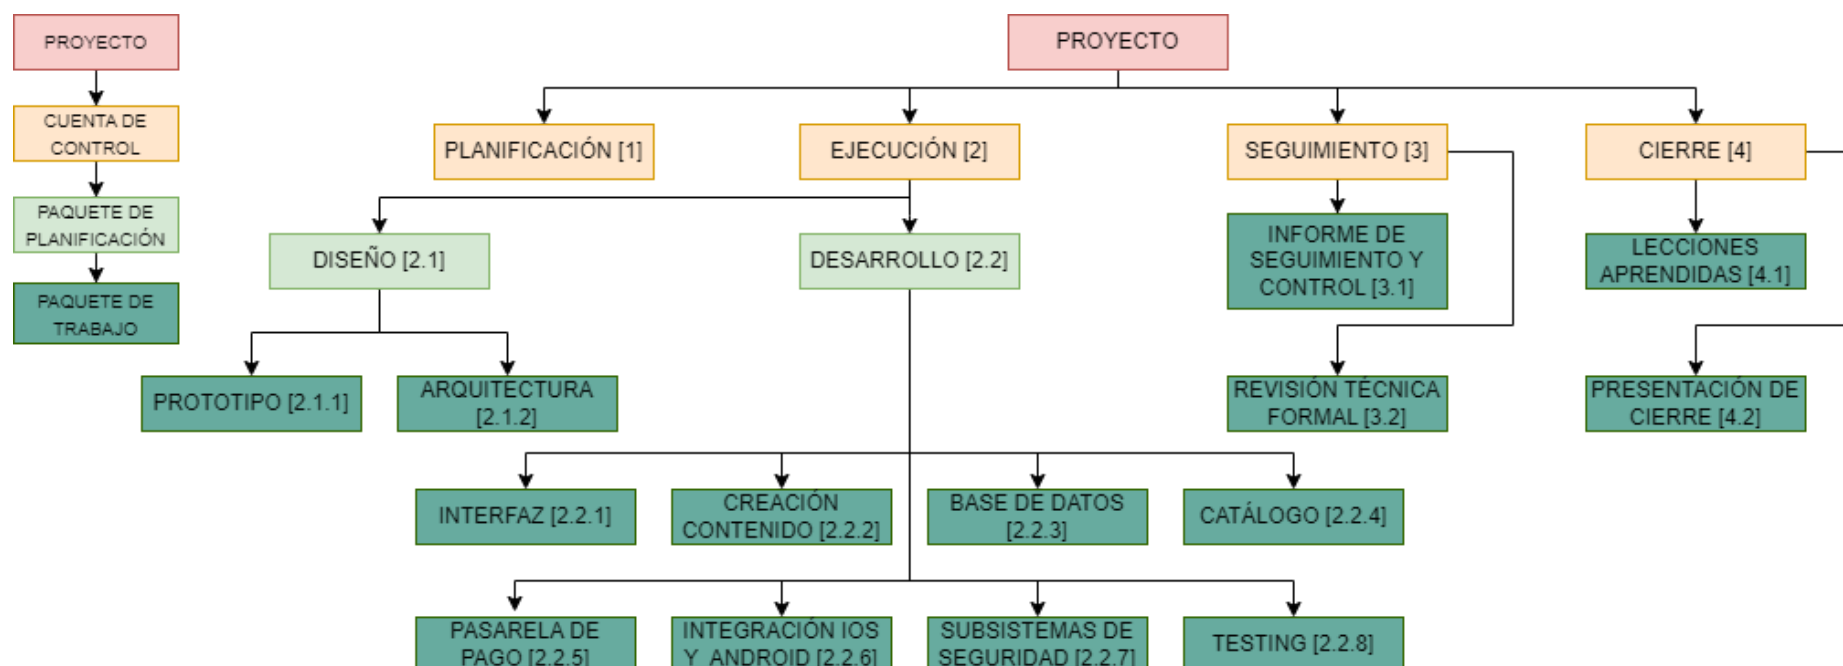 PROYECTO
CUENTA DE
CONTROL
PAQUETE DE
PLANIFICACIÓN
PAQUETE DE
TRABAJO
PROYECTO
PLANIFICACIÓN [1]
EJECUCIÓN [2]
SEGUIMIENTO [3]
CIERRE [4]
DISEÑO [2.1]
DESARROLLO [2.2]
INFORME DE
SEGUIMIENTO Y
CONTROL [3.1]
LECCIONES
APRENDIDAS [4.1]
PROTOTIPO [2.1.1]
ARQUITECTURA
[2.1.2]
REVISIÓN TÉCNICA
FORMAL [3.2]
PRESENTACIÓN DE
CIERRE [4.2]
INTERFAZ [2.2.1]
CREACIÓN
CONTENIDO [2.2.2]
BASE DE DATOS
[2.2.3]
CATÁLOGO [2.2.4]
PASARELA DE
PAGO [2.2.5]
INTEGRACIÓN IOS
Y ANDROID [2.2.6]
SUBSISTEMAS DE
SEGURIDAD [2.2.7]
TESTING [2.2.8]